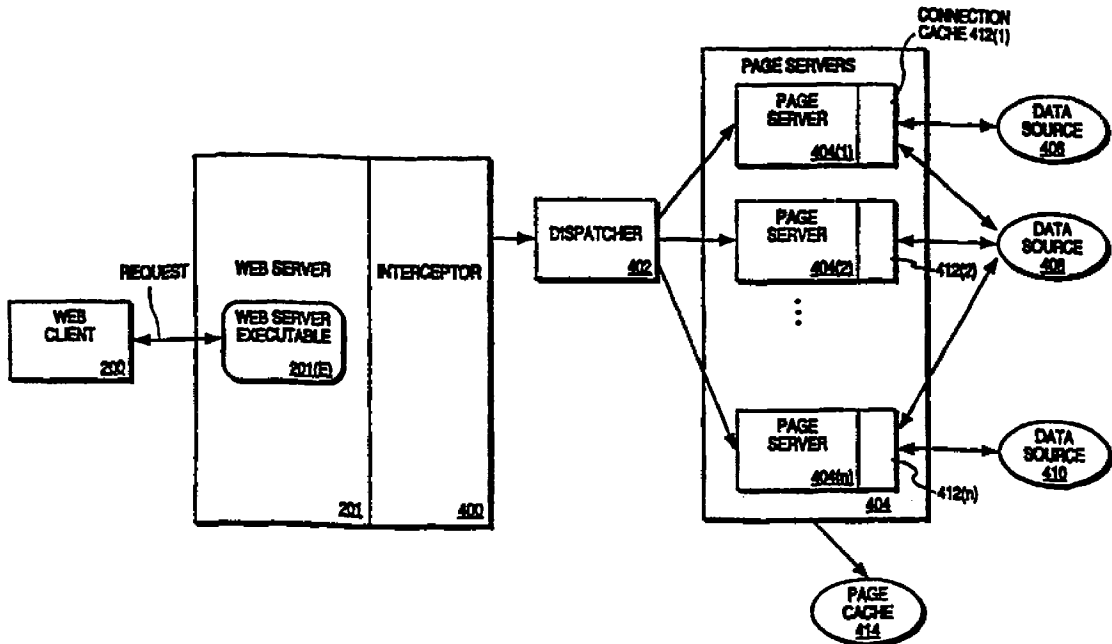 CONNECTION
CACHE 412(1)
PAGE SERVERS
PAGE
SERVER
404(1)
DATA
SOURCE
406
REQUEST
WEB SERVER
INTERCEPTOR
DISPATCHER
402
PAGE
SERVER
404(2)
412(2)
DATA
SOURCE
408
WEB
CLIENT
200
WEB SERVER
EXECUTABLE
201(E)
...
PAGE
SERVER
404(n)
412(n)
DATA
SOURCE
410
201
400
404
PAGE
CACHE
414